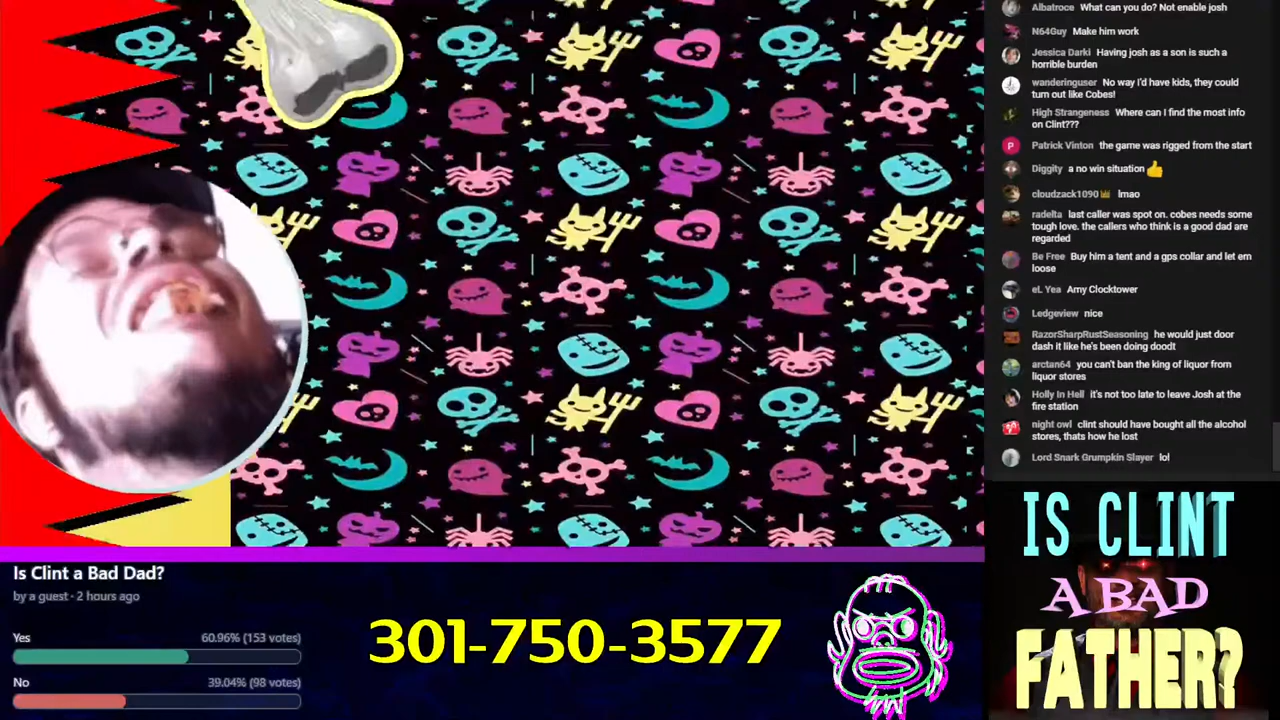 Albatroce What can you do? Not enable josh
N64Guy Make him work
Jessica Darki Having josh as a son is such a
horrible burden
wanderinguser No way I'd have kids, they could
turn out like Cobes!
High Strangeness Where can I find the most info
on Clint???
P
Patrick Vinton the game was rigged from the start
Diggity a no win situation👍
cloudzack1090👑 lmao
radelta last caller was spot on. cobes needs some
tough love. the callers who think is a good dad are
regarded
Be Free Buy him a tent and a gps collar and let em
loose
eL Yea Amy Clocktower
Ledgeview nice
RazorSharpRustSeasoning he would just door
dash it like he's been doing doodt
arctan64 you can't ban the king of liquor from
liquor stores
Holly In Hell it's not too late to leave Josh at the
fire station
night owl clint should have bought all the alcohol
stores, thats how he lost
Lord Snark Grumpkin Slayer lol
IS CLINT
A BAD
FATHER?
Is Clint a Bad Dad?
by a guest · 2 hours ago
Yes 60.96% (153 votes)
No 39.04% (98 votes)
301-750-3577